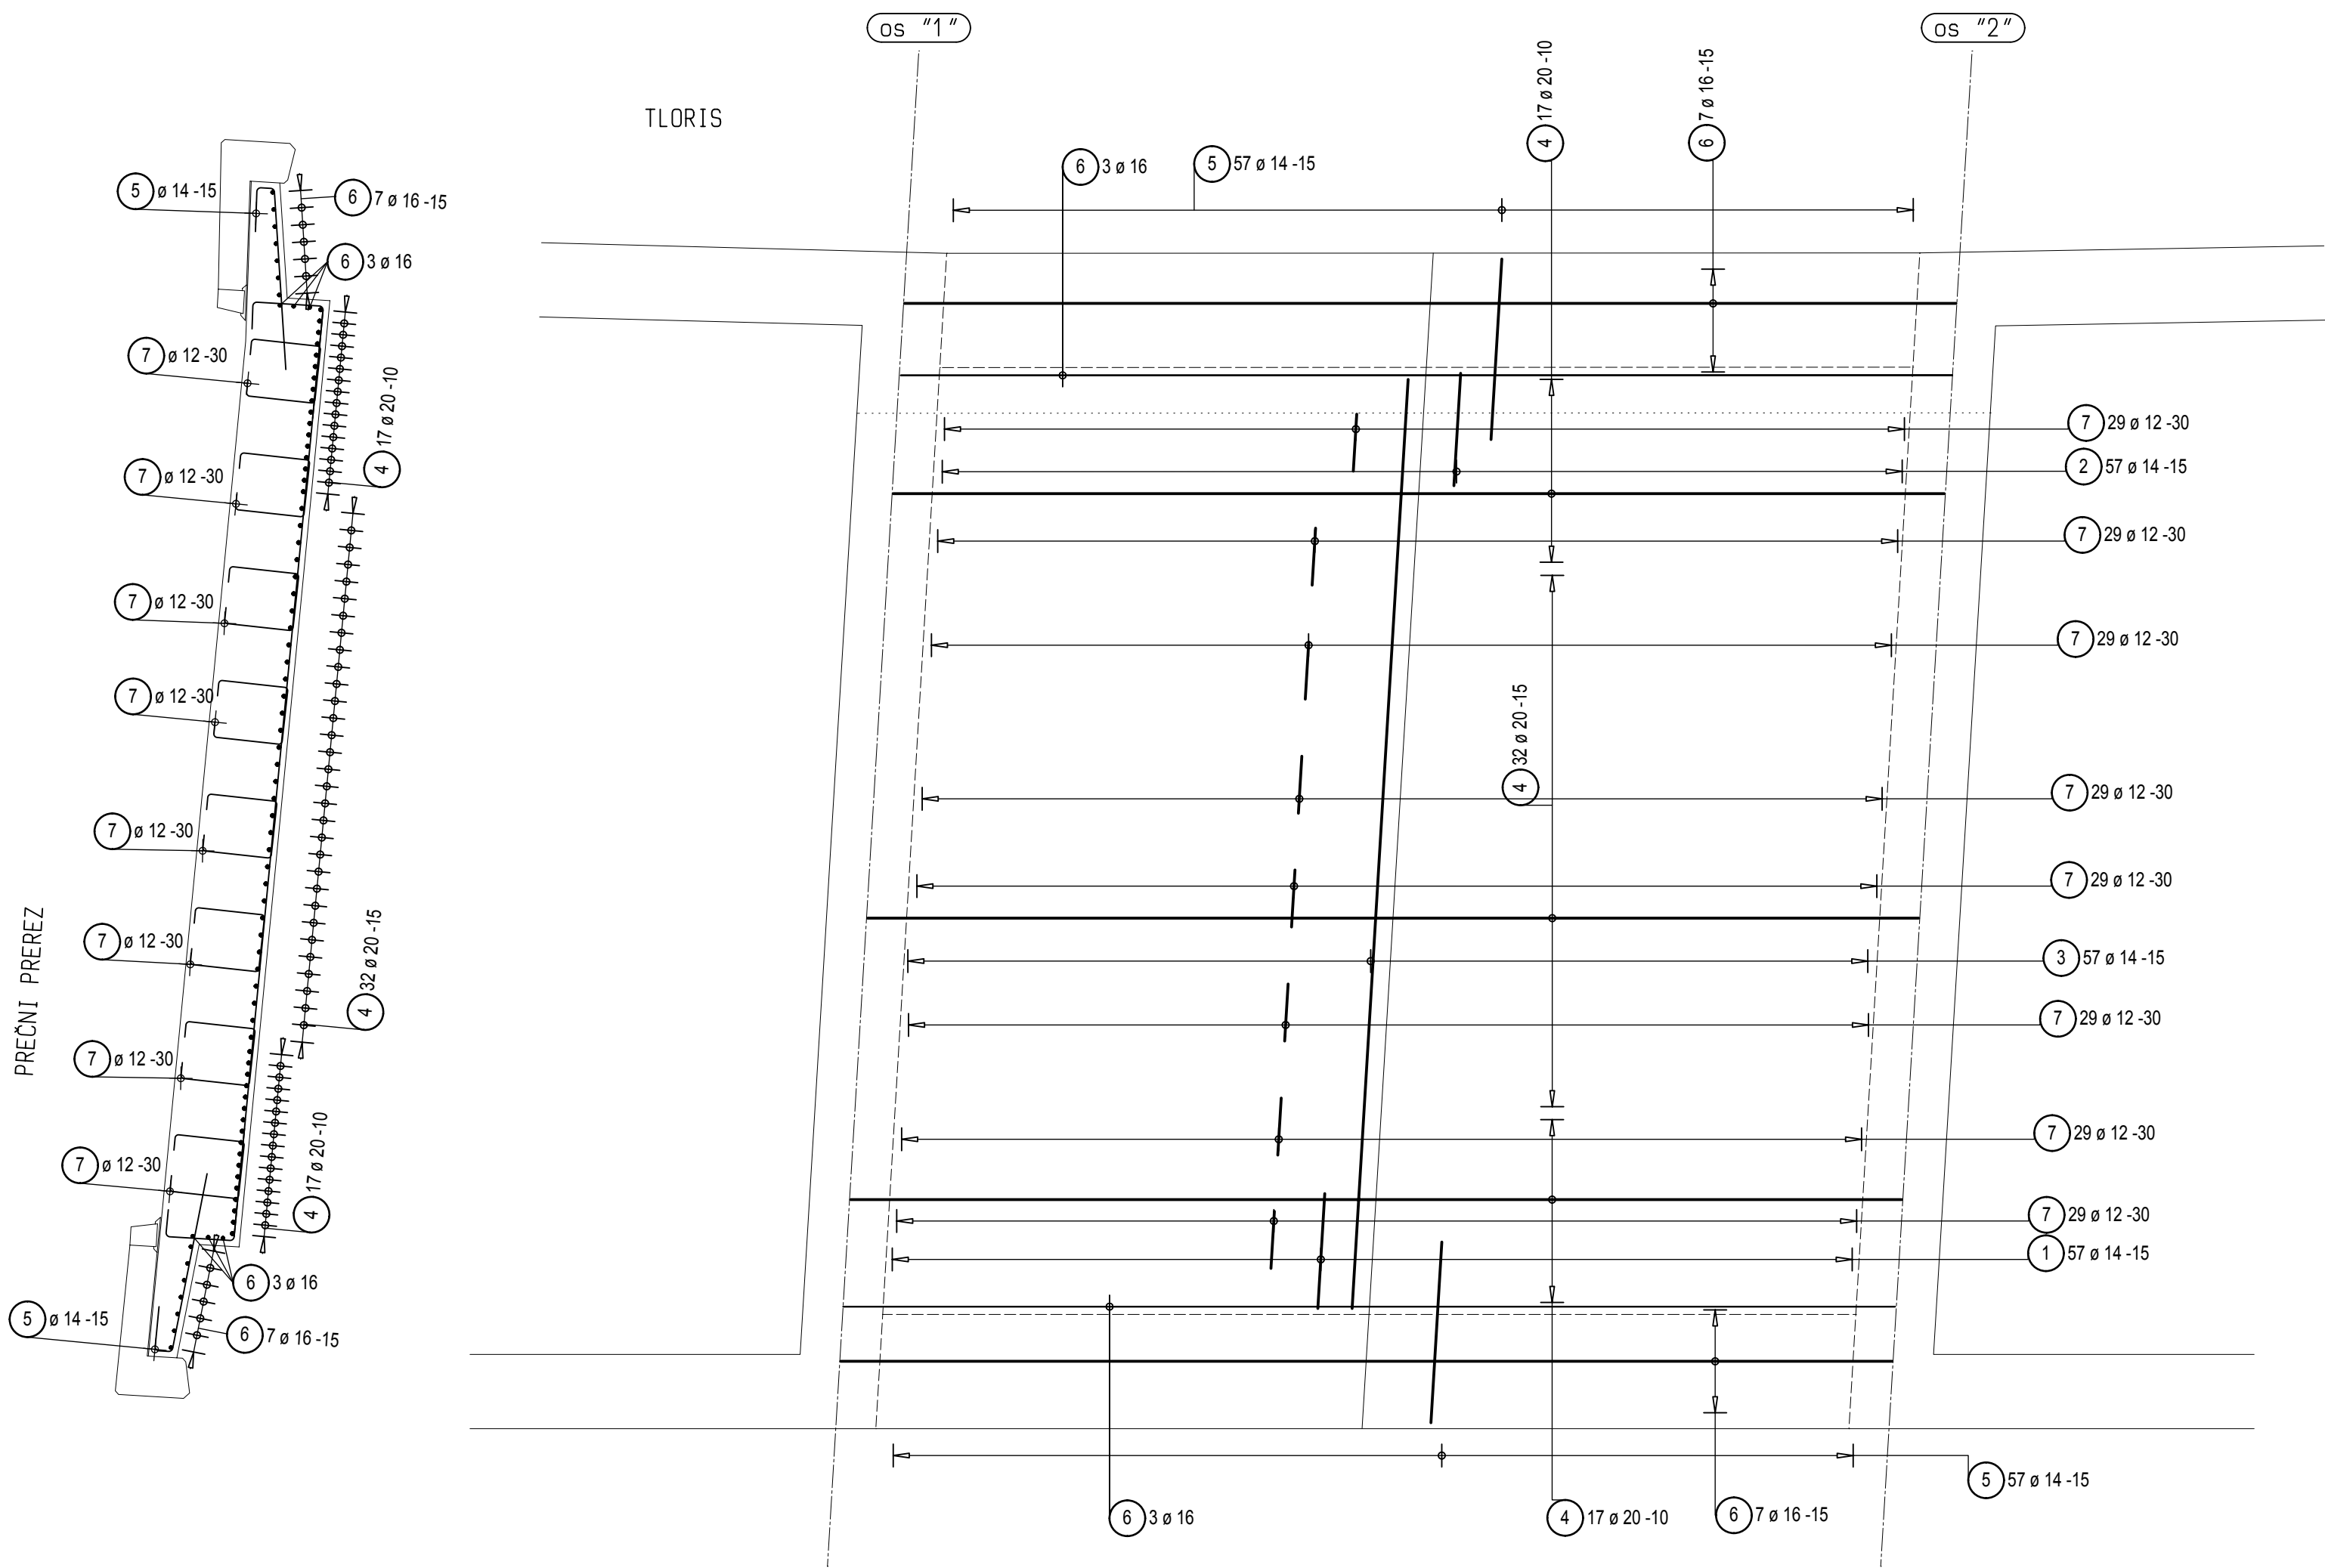 os "1"
os "2"
TLORIS
4 17 ø 20 -10
6 7 ø 16 -15
6 3 ø 16
5 57 ø 14 -15
5 ø 14 -15
6 7 ø 16 -15
6 3 ø 16
7 ø 12 -30
4 17 ø 20 -10
7 ø 12 -30
7 ø 12 -30
7 ø 12 -30
7 ø 12 -30
PREČNI PREREZ
7 ø 12 -30
4 32 ø 20 -15
7 ø 12 -30
7 ø 12 -30
4 17 ø 20 -10
6 3 ø 16
5 ø 14 -15
6 7 ø 16 -15
7 29 ø 12 -30
2 57 ø 14 -15
7 29 ø 12 -30
7 29 ø 12 -30
4 32 ø 20 -15
7 29 ø 12 -30
7 29 ø 12 -30
3 57 ø 14 -15
7 29 ø 12 -30
7 29 ø 12 -30
7 29 ø 12 -30
1 57 ø 14 -15
5 57 ø 14 -15
6 3 ø 16
4 17 ø 20 -10
6 7 ø 16 -15